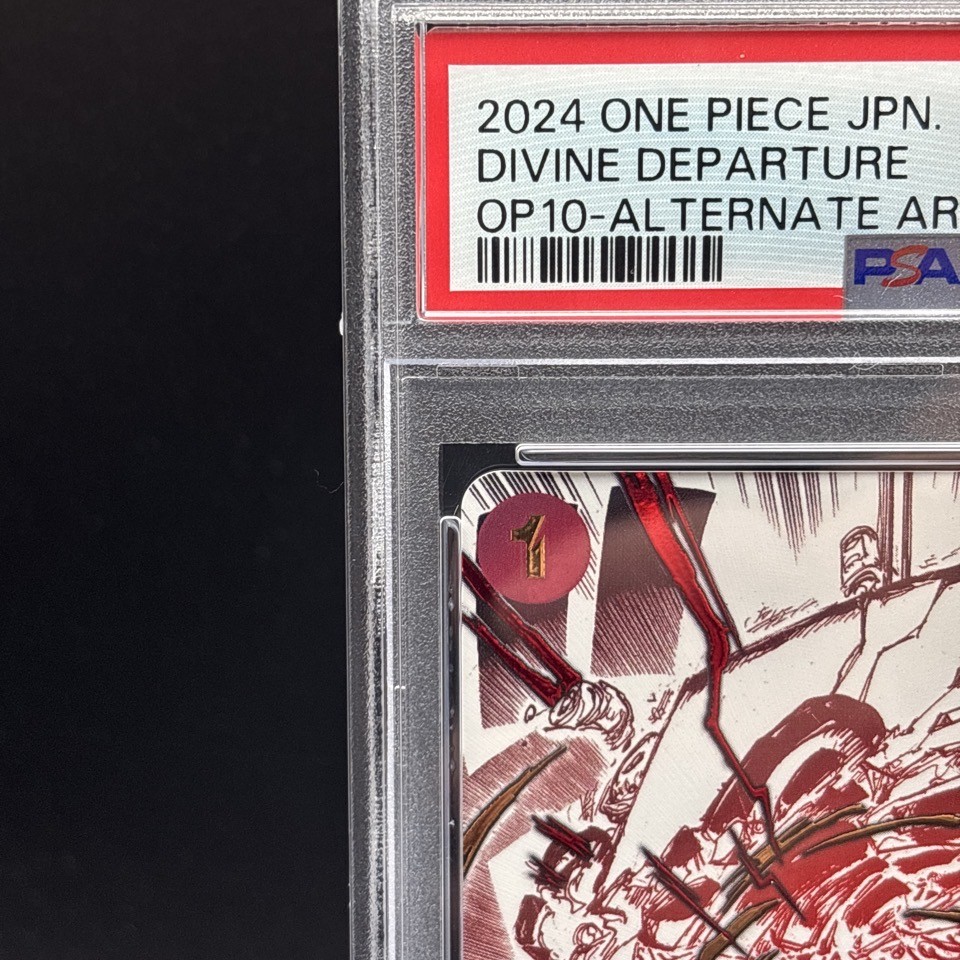 2024 ONE PIECE JPN.
DIVINE DEPARTURE
OP10-ALTERNATE AR
PSA
1